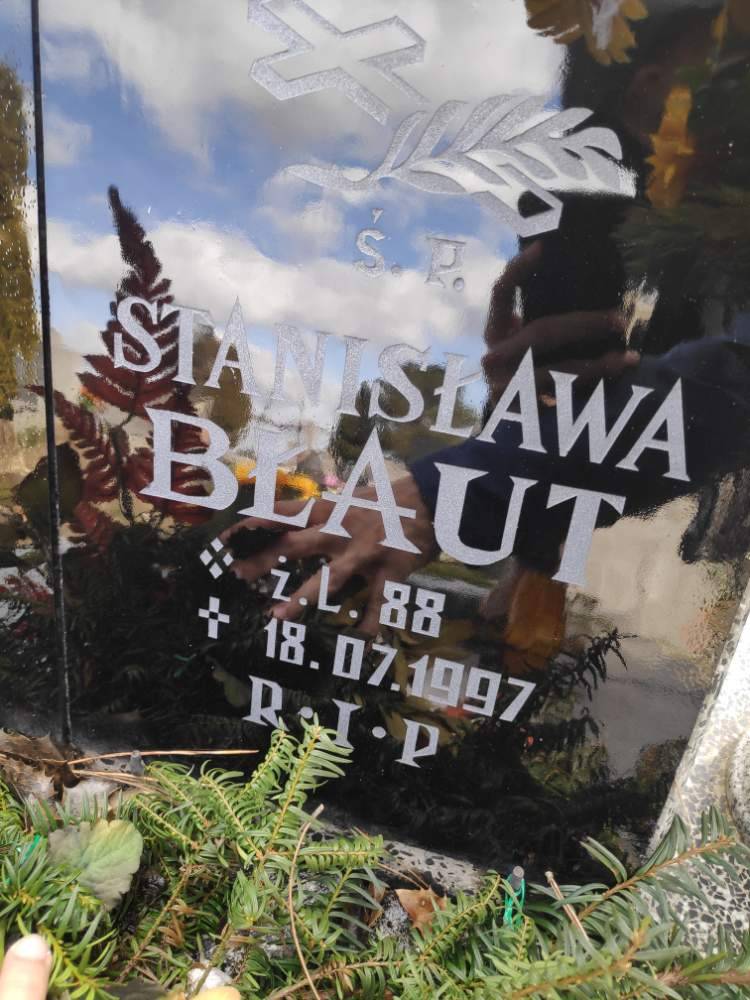 Ś. P.
STANISŁAWA
BŁAUT
ż.L. 88
18.07.1997
R·I·P